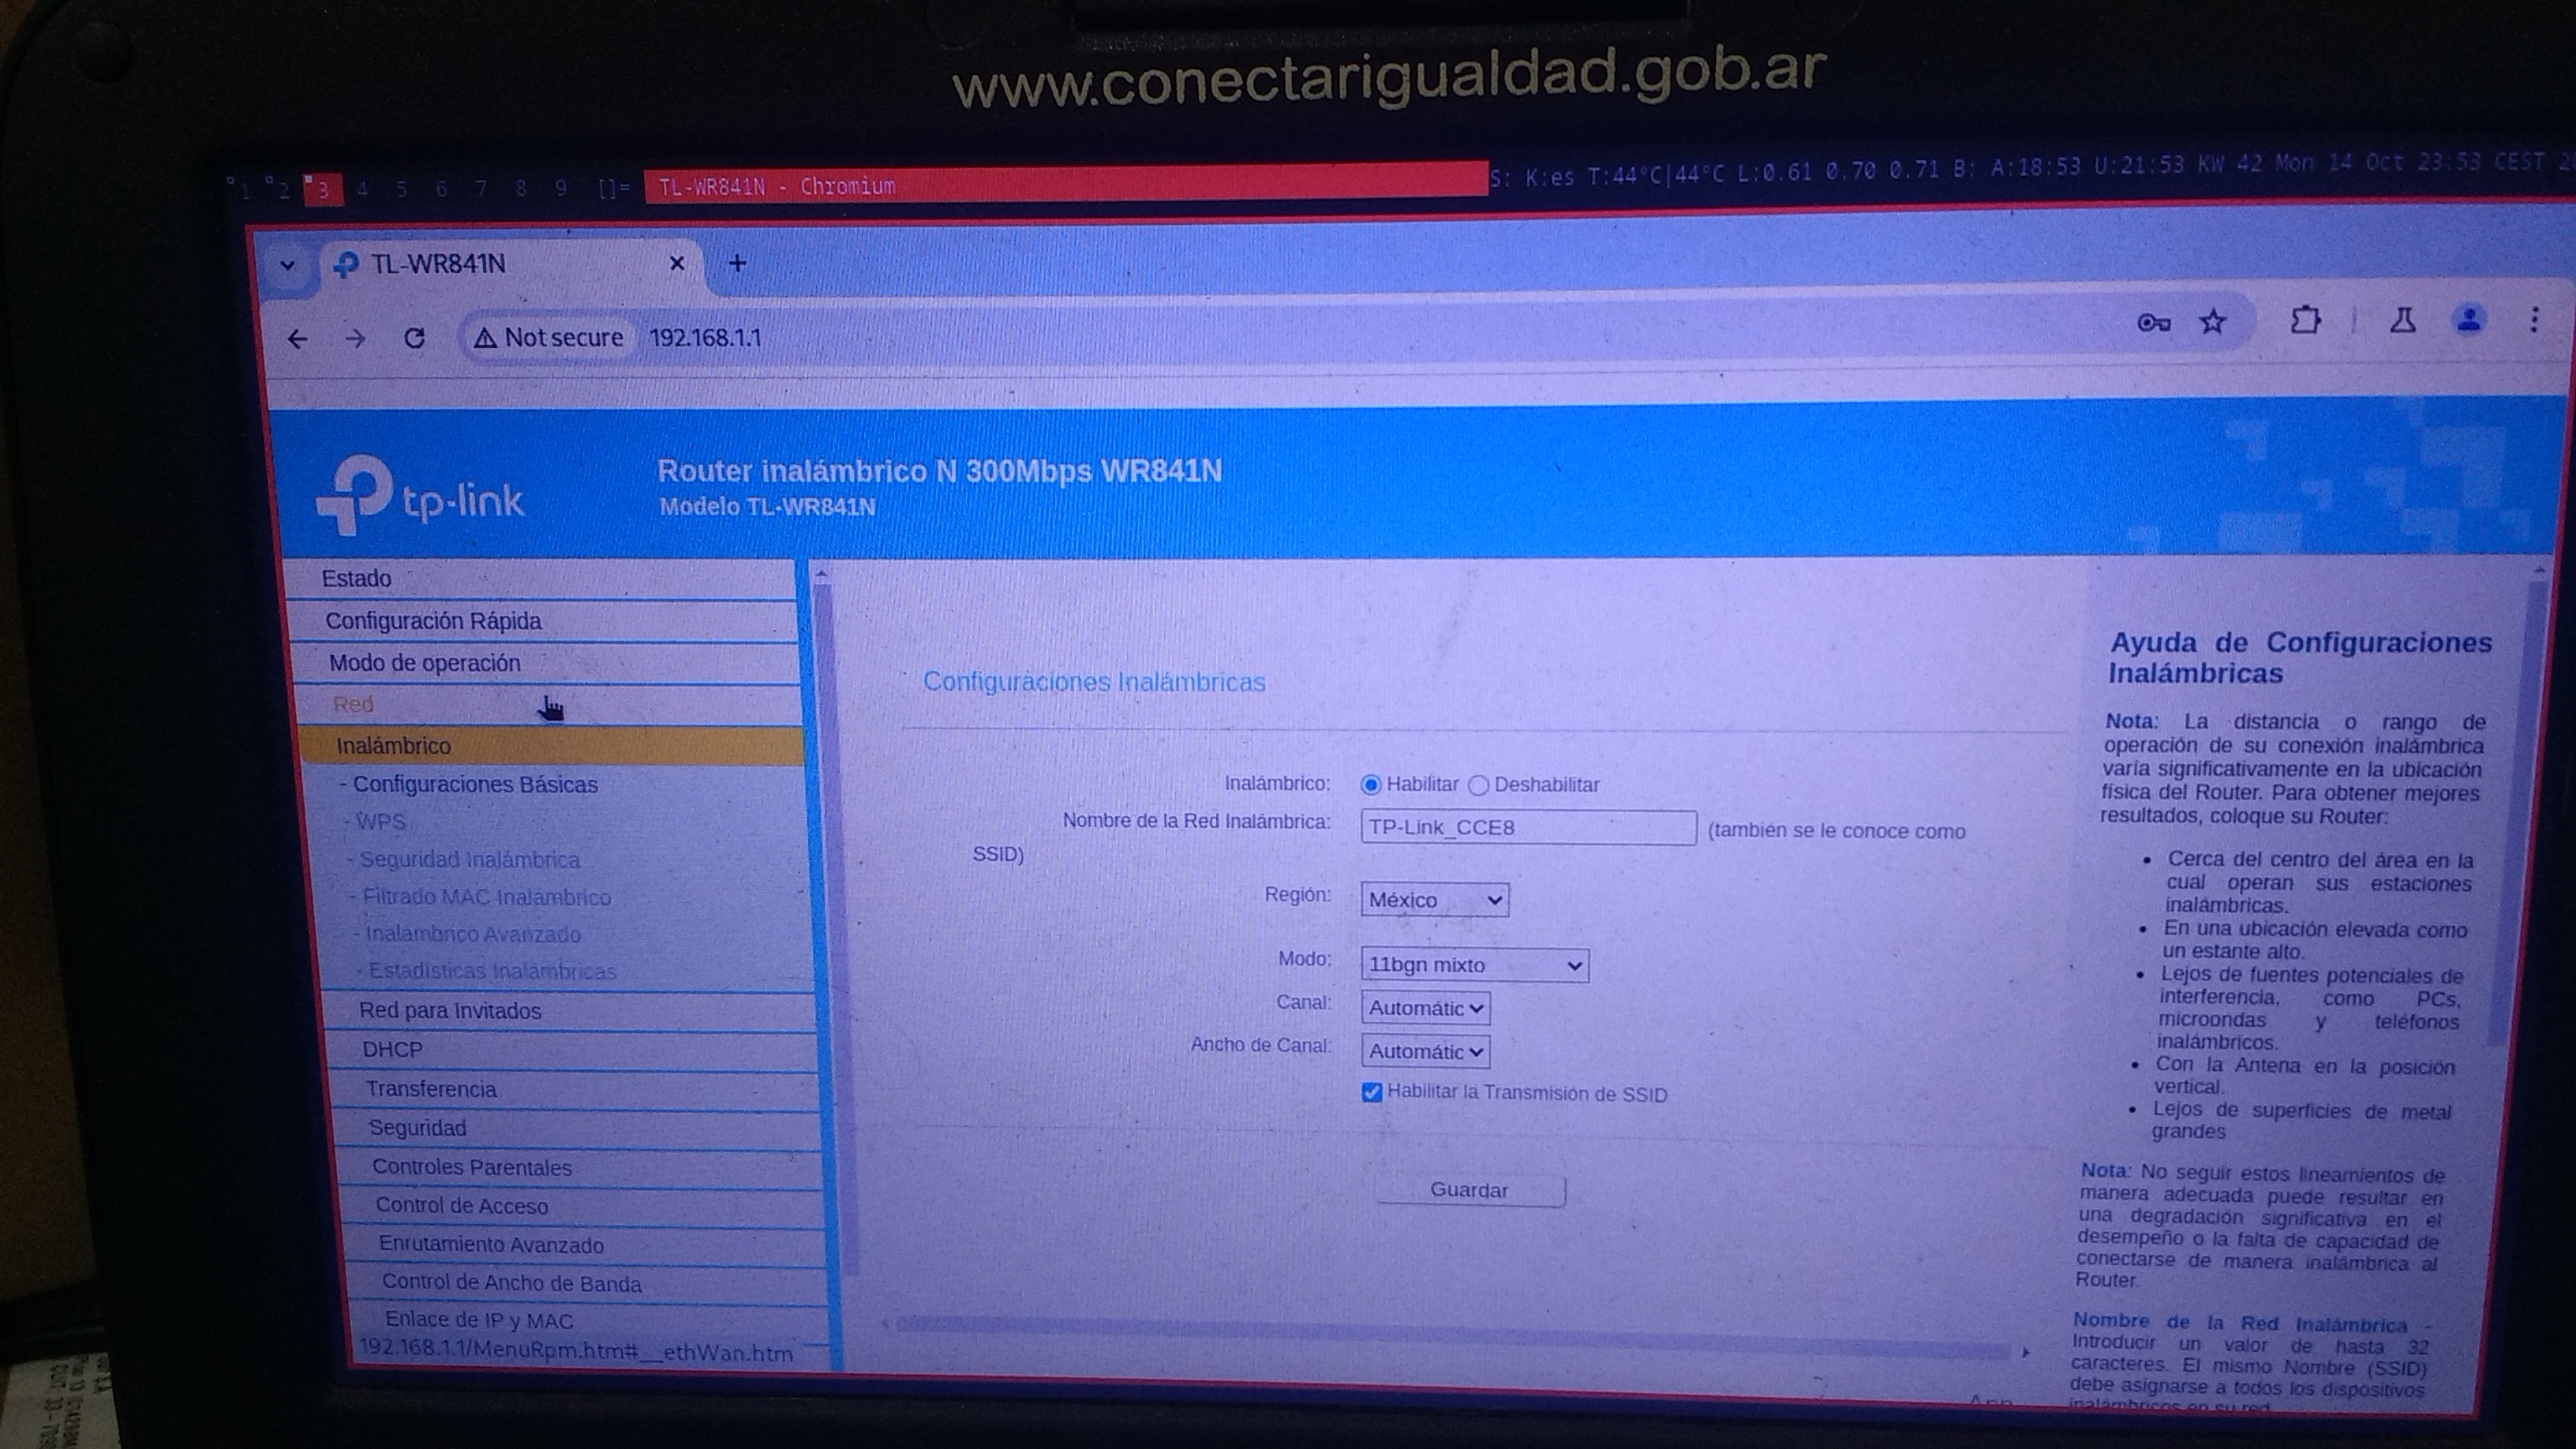 www.conectarigualdad.gob.ar
1 2 3 4 5 6 7 8 9 []= TL-WR841N - Chromium S: K:es T:44°C|44°C L:0.61 0.70 0.71 B: A:18:53 U:21:53 KW 42 Mon 14 Oct 23:53 CEST
TL-WR841N
Not secure 192.168.1.1
tp-link
Router inalámbrico N 300Mbps WR841N
Modelo TL-WR841N
Estado
Configuración Rápida
Modo de operación
Red
Inalámbrico
- Configuraciones Básicas
- WPS
- Seguridad Inalámbrica
- Filtrado MAC Inalámbrico
- Inalámbrico Avanzado
- Estadísticas Inalámbricas
Red para Invitados
DHCP
Transferencia
Seguridad
Controles Parentales
Control de Acceso
Enrutamiento Avanzado
Control de Ancho de Banda
Enlace de IP y MAC
192.168.1.1/MenuRpm.htm#__ethWan.htm
Configuraciones Inalámbricas
Inalámbrico: Habilitar Deshabilitar
Nombre de la Red Inalámbrica: TP-Link_CCE8 (también se le conoce como
SSID)
Región: México
Modo: 11bgn mixto
Canal: Automátic
Ancho de Canal: Automátic
Habilitar la Transmisión de SSID
Guardar
Ayuda de Configuraciones
Inalámbricas
Nota: La distancia o rango de
operación de su conexión inalámbrica
varía significativamente en la ubicación
física del Router. Para obtener mejores
resultados, coloque su Router:
• Cerca del centro del área en la
cual operan sus estaciones
inalámbricas.
• En una ubicación elevada como
un estante alto.
• Lejos de fuentes potenciales de
interferencia, como PCs,
microondas y teléfonos
inalámbricos.
• Con la Antena en la posición
vertical.
• Lejos de superficies de metal
grandes
Nota: No seguir estos lineamientos de
manera adecuada puede resultar en
una degradación significativa en el
desempeño o la falta de capacidad de
conectarse de manera inalámbrica al
Router.
Nombre de la Red Inalámbrica -
Introducir un valor de hasta 32
caracteres. El mismo Nombre (SSID)
debe asignarse a todos los dispositivos
inalámbricos en su red.